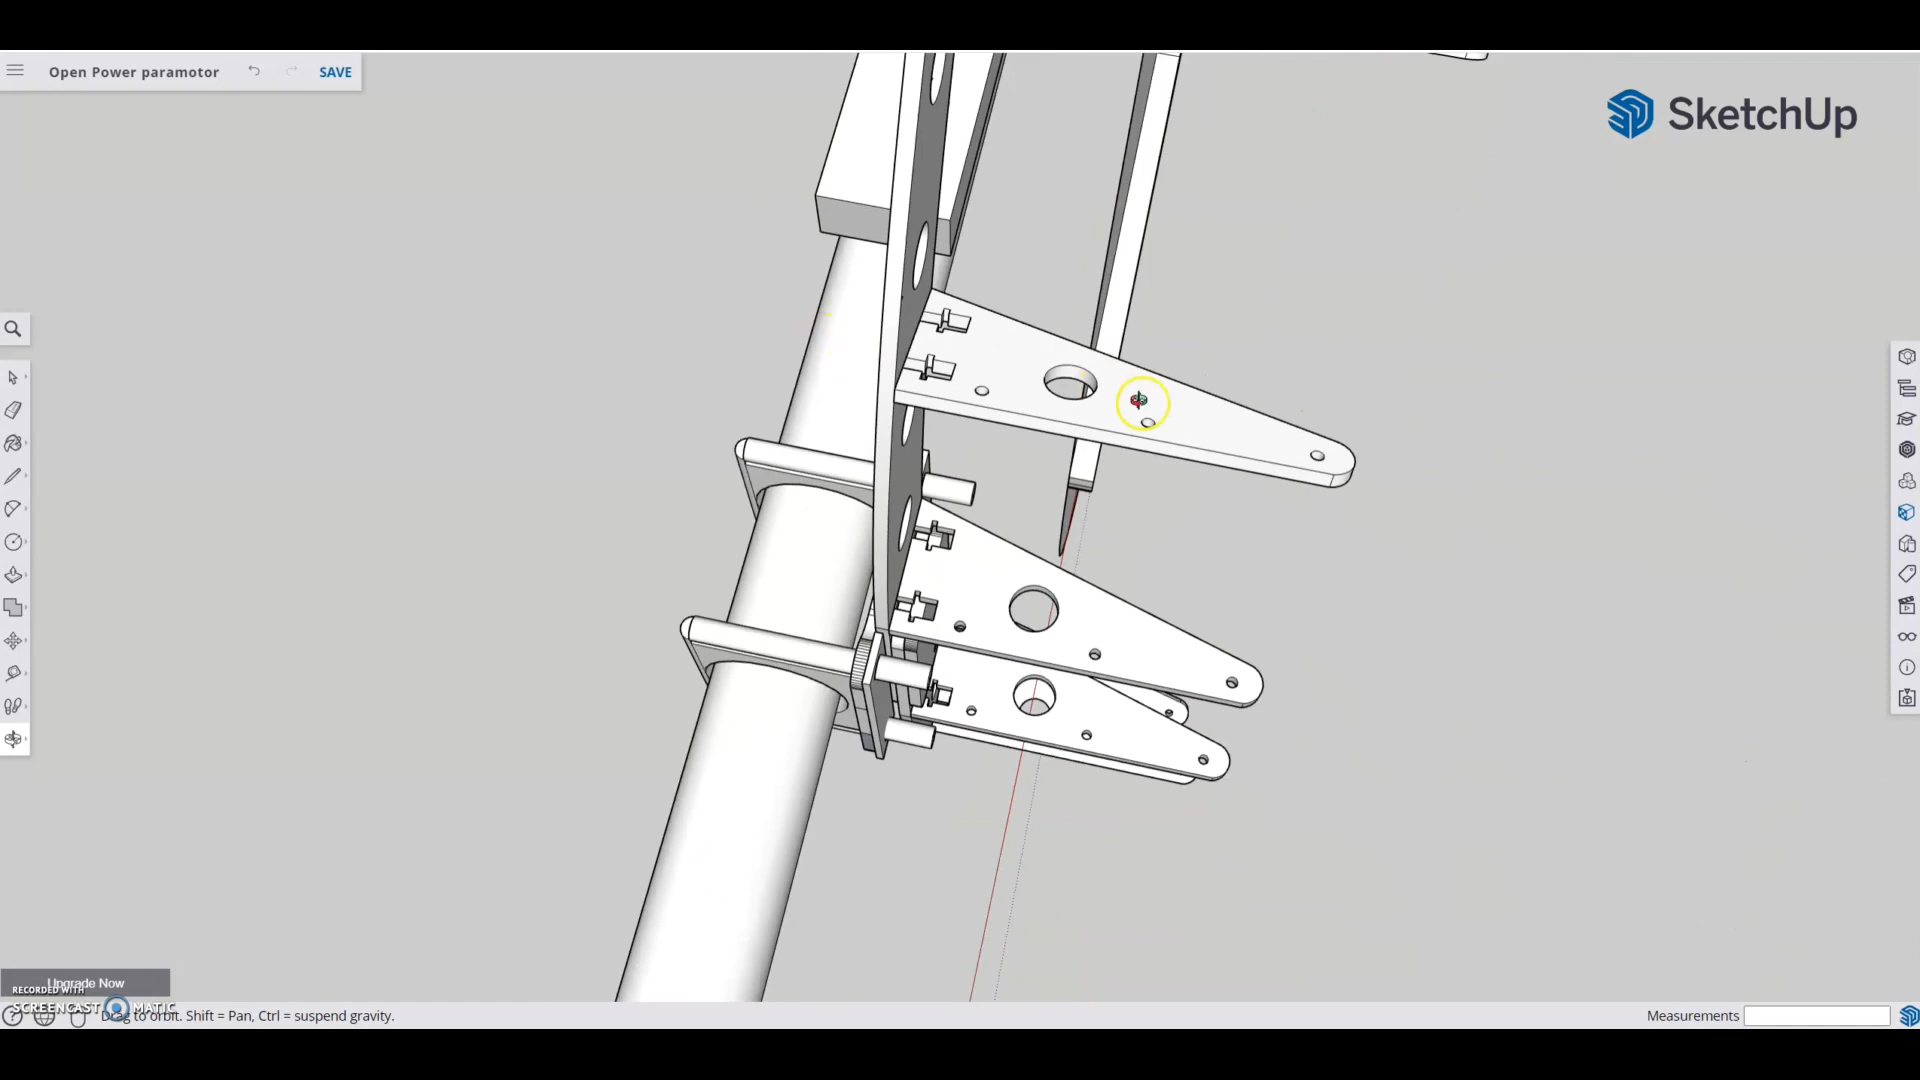 Open Power paramotor
SAVE
SketchUp
Upgrade Now
RECORDED WITH
SCREENCAST MATIC
Drag to orbit. Shift = Pan, Ctrl = suspend gravity.
Measurements